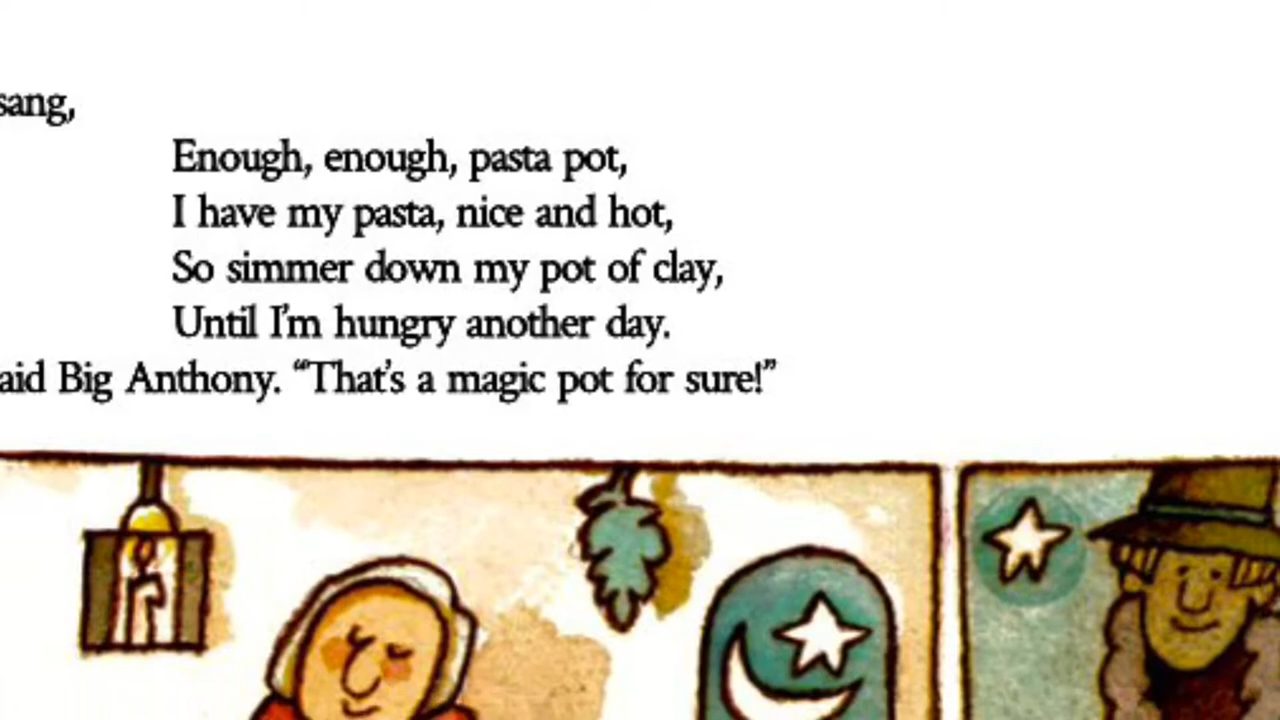 sang,
Enough, enough, pasta pot,
I have my pasta, nice and hot,
So simmer down my pot of clay,
Until I'm hungry another day.
aid Big Anthony. “That's a magic pot for sure!”